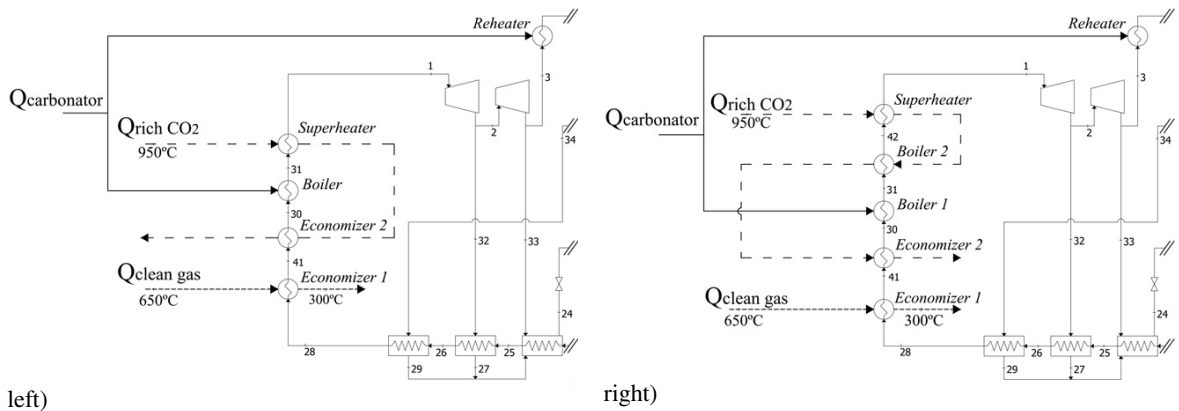 Reheater
1
3
Qcarbonator
Qrich CO2
950ºC
Superheater
2
34
31
Boiler
30
Economizer 2
32
33
41
Qclean gas
650ºC
Economizer 1
300ºC
24
28
26
25
29
27
left)
Reheater
1
3
Qcarbonator
Qrich CO2
950ºC
Superheater
2
34
42
Boiler 2
31
Boiler 1
30
Economizer 2
32
33
41
Qclean gas
650ºC
Economizer 1
300ºC
24
28
26
25
29
27
right)